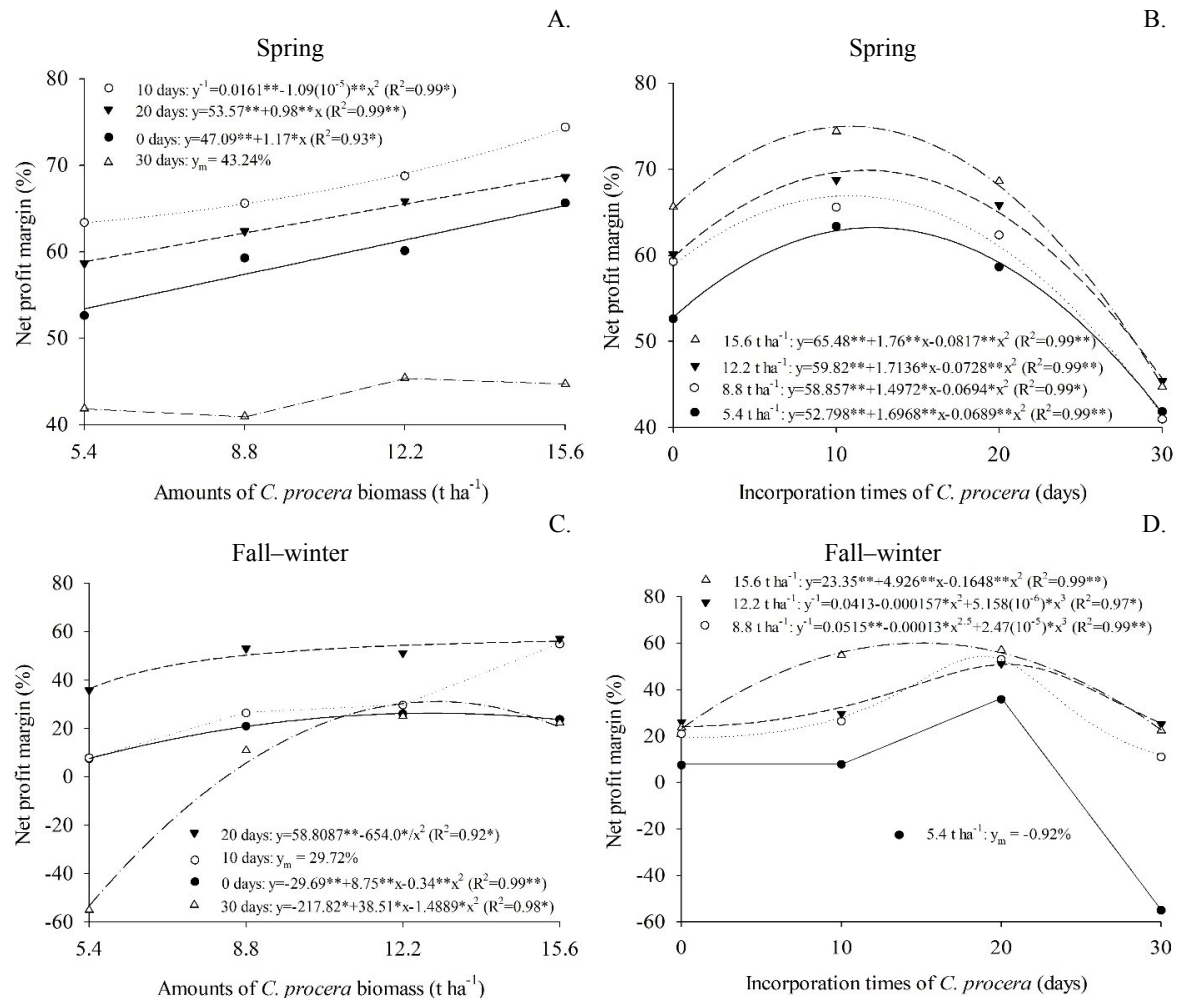 A.
Spring
80
70
60
50
40
5.4
8.8
12.2
15.6
Net profit margin (%)
10 days: y⁻¹=0.0161**-1.09(10⁻⁵)**x² (R²=0.99*)
20 days: y=53.57**+0.98**x (R²=0.99**)
0 days: y=47.09**+1.17*x (R²=0.93*)
30 days: yₘ= 43.24%
Amounts of C. procera biomass (t ha⁻¹)
B.
Spring
80
70
60
50
40
0
10
20
30
Net profit margin (%)
15.6 t ha⁻¹: y=65.48**+1.76**x-0.0817**x² (R²=0.99**)
12.2 t ha⁻¹: y=59.82**+1.7136*x-0.0728**x² (R²=0.99**)
8.8 t ha⁻¹: y=58.857**+1.4972*x-0.0694*x² (R²=0.99*)
5.4 t ha⁻¹: y=52.798**+1.6968**x-0.0689**x² (R²=0.99**)
Incorporation times of C. procera (days)
C.
Fall–winter
80
60
40
20
0
-20
-40
-60
5.4
8.8
12.2
15.6
Net profit margin (%)
20 days: y=58.8087**-654.0*/x² (R²=0.92*)
10 days: yₘ = 29.72%
0 days: y=-29.69**+8.75**x-0.34**x² (R²=0.99**)
30 days: y=-217.82*+38.51*x-1.4889*x² (R²=0.98*)
Amounts of C. procera biomass (t ha⁻¹)
D.
Fall–winter
15.6 t ha⁻¹: y=23.35**+4.926**x-0.1648**x² (R²=0.99**)
12.2 t ha⁻¹: y⁻¹=0.0413-0.000157*x²+5.158(10⁻⁶)*x³ (R²=0.97*)
8.8 t ha⁻¹: y⁻¹=0.0515**-0.00013*x²·⁵+2.47(10⁻⁵)*x³ (R²=0.99**)
80
60
40
20
0
-20
-40
-60
0
10
20
30
Net profit margin (%)
5.4 t ha⁻¹: yₘ = -0.92%
Incorporation times of C. procera (days)